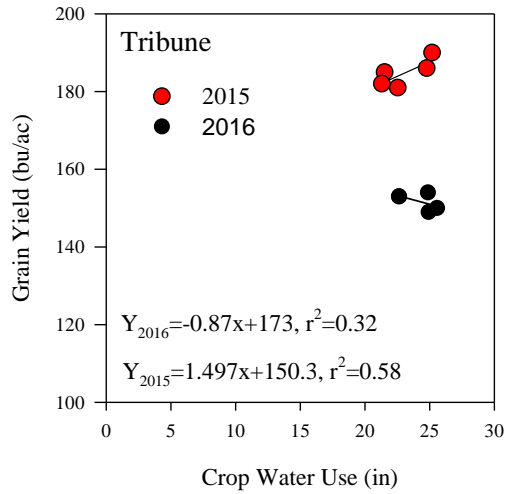 Tribune
2015
2016
Y2016=-0.87x+173, r2=0.32
Y2015=1.497x+150.3, r2=0.58
Grain Yield (bu/ac)
200
180
160
140
120
100
0 5 10 15 20 25 30
Crop Water Use (in)